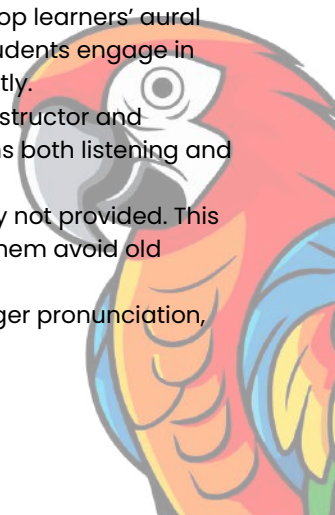 op learners' aural
udents engage in
tly.
structor and
ns both listening and
y not provided. This
hem avoid old
ger pronunciation,